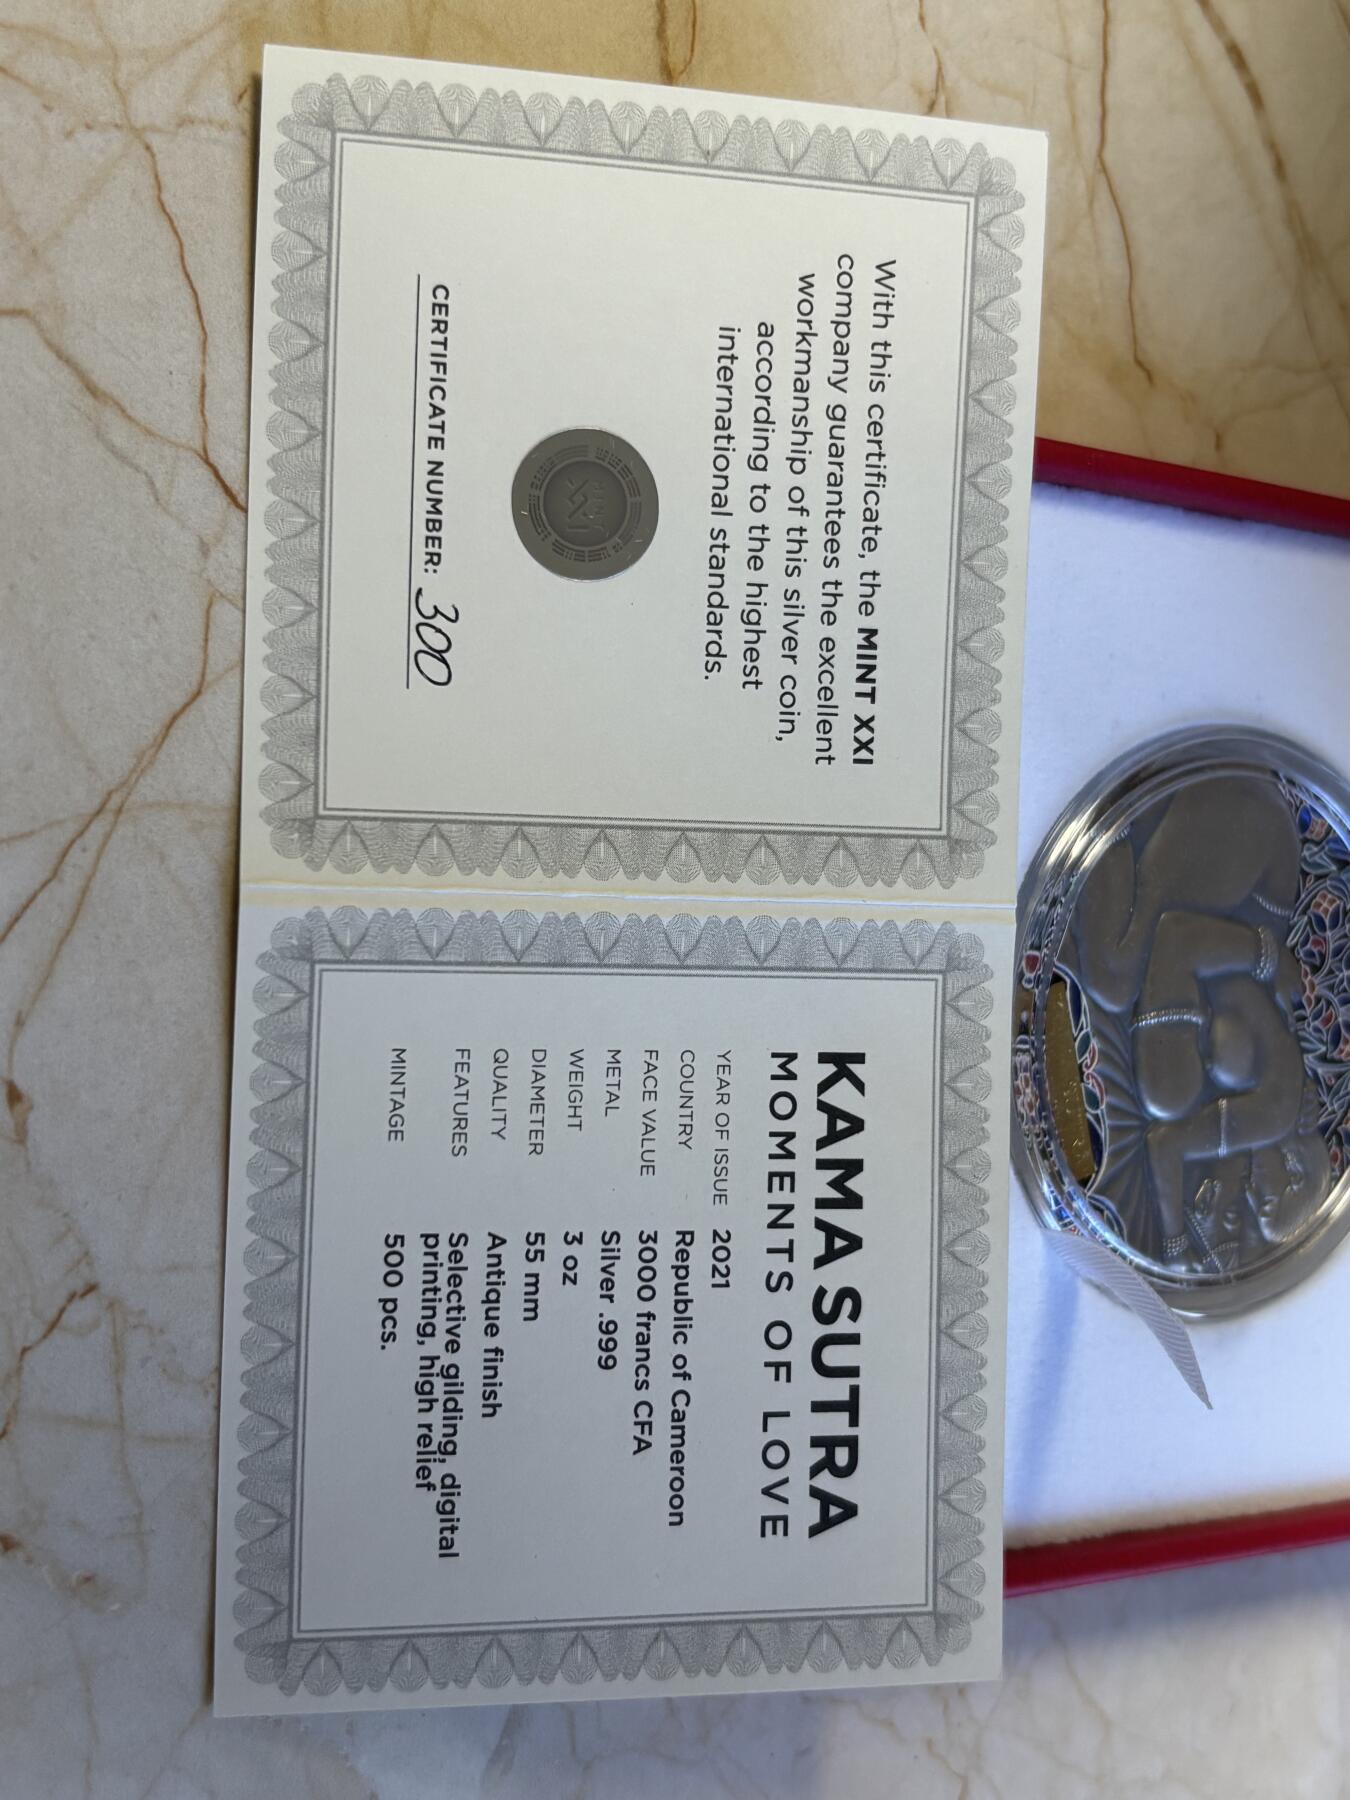 With this certificate, the MINT XXI
company guarantees the excellent
workmanship of this silver coin,
according to the highest
international standards.
XXI
CERTIFICATE NUMBER: 300
KAMA SUTRA
MOMENTS OF LOVE
YEAR OF ISSUE 2021
COUNTRY Republic of Cameroon
FACE VALUE 3000 francs CFA
METAL Silver .999
WEIGHT 3 oz
DIAMETER 55 mm
QUALITY Antique finish
FEATURES Selective gilding, digital
printing, high relief
MINTAGE 500 pcs.